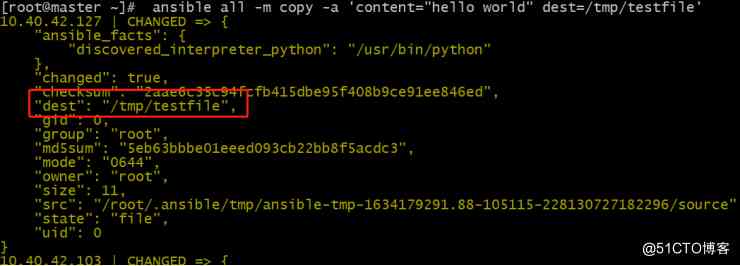 [root@master ~]#  ansible all -m copy -a 'content="hello world" dest=/tmp/testfile'
10.40.42.127 | CHANGED => {
    "ansible_facts": {
        "discovered_interpreter_python": "/usr/bin/python"
    },
    "changed": true,
    "checksum": "2aae6c35c94fcfb415dbe95f408b9ce91ee846ed",
    "dest": "/tmp/testfile",
    "gid": 0,
    "group": "root",
    "md5sum": "5eb63bbbe01eeed093cb22bb8f5acdc3",
    "mode": "0644",
    "owner": "root",
    "size": 11,
    "src": "/root/.ansible/tmp/ansible-tmp-1634179291.88-105115-228130727182296/source"
    "state": "file",
    "uid": 0
}
10.40.42.103 | CHANGED => {
@51CTO博客